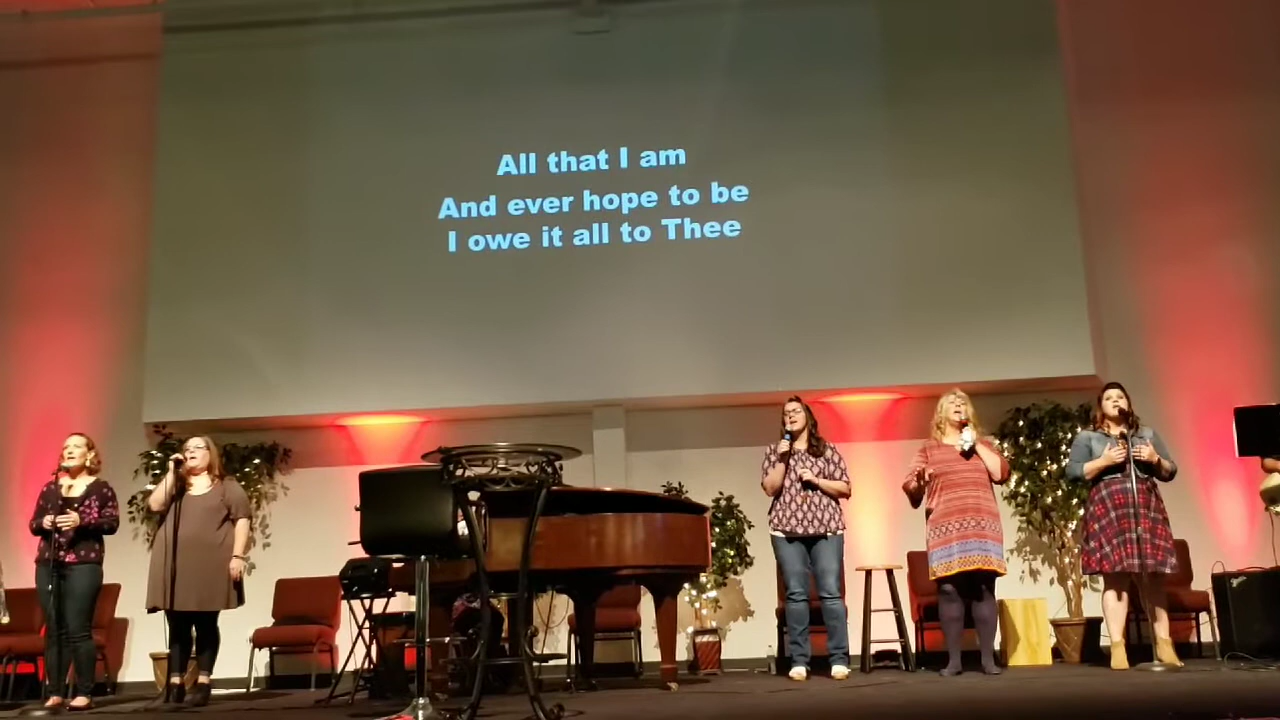 All that I am
And ever hope to be
I owe it all to Thee